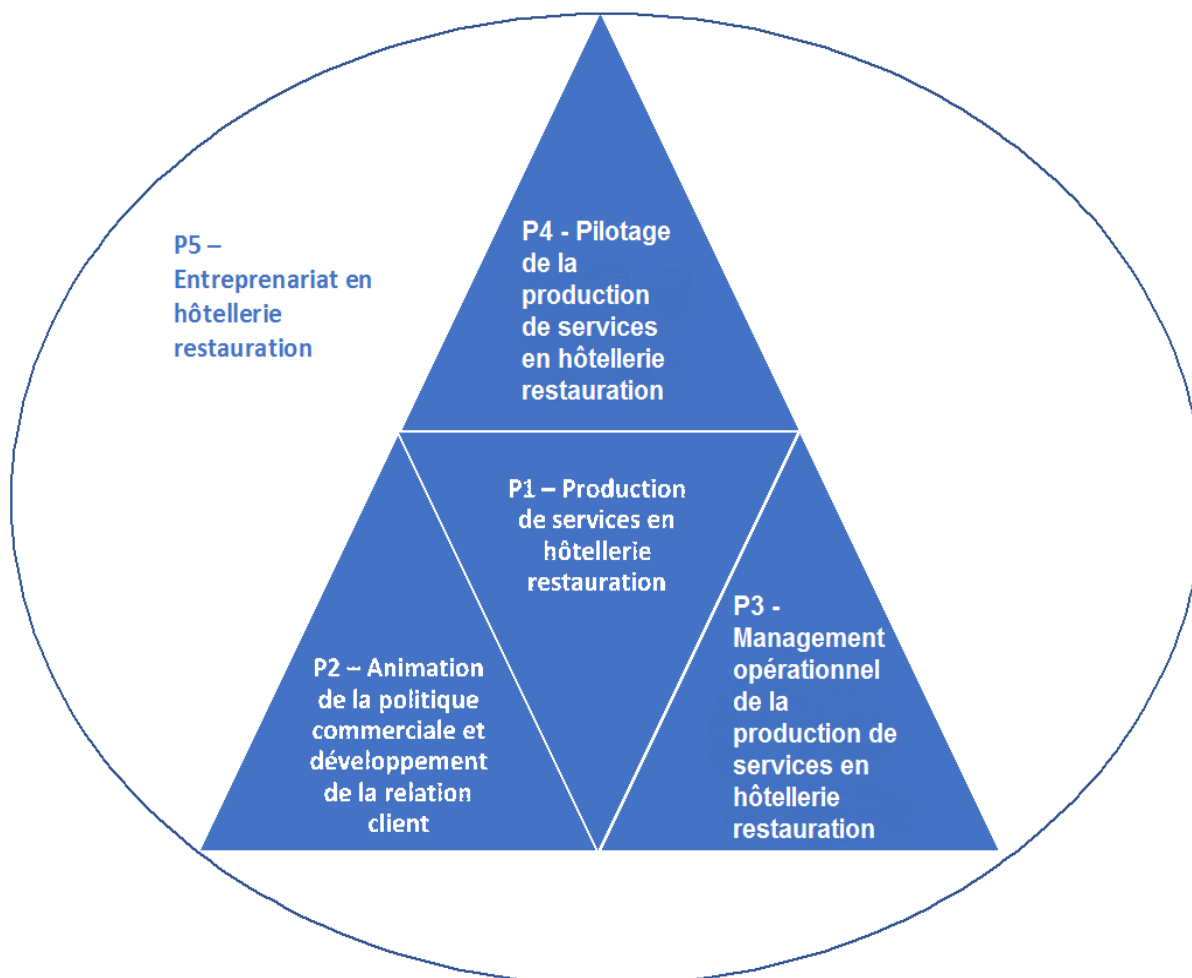 P4 - Pilotage
de la
production
de services
en hôtellerie
restauration
P5 –
Entreprenariat en
hôtellerie
restauration
P1 – Production
de services en
hôtellerie
restauration
P2 – Animation
de la politique
commerciale et
développement
de la relation
client
P3 -
Management
opérationnel
de la
production de
services en
hôtellerie
restauration